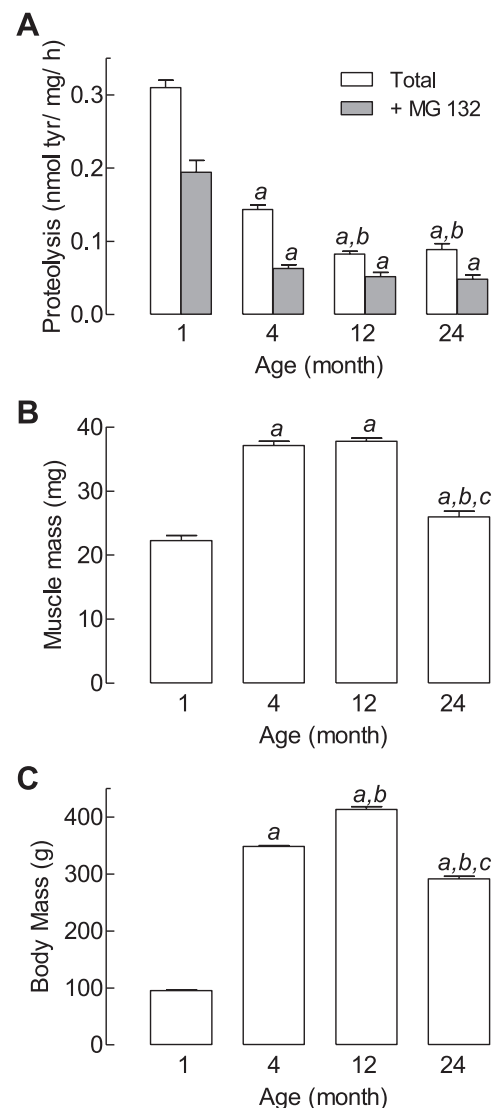 A
Proteolysis (nmol tyr/ mg/ h)
Total
+ MG 132
0.3
0.2
0.1
0.0
a
a
a,b
a
a,b
a
1 4 12 24
Age (month)
B
Muscle mass (mg)
40
30
20
10
0
a
a
a,b,c
1 4 12 24
Age (month)
C
Body Mass (g)
400
300
200
100
0
a
a,b
a,b,c
1 4 12 24
Age (month)